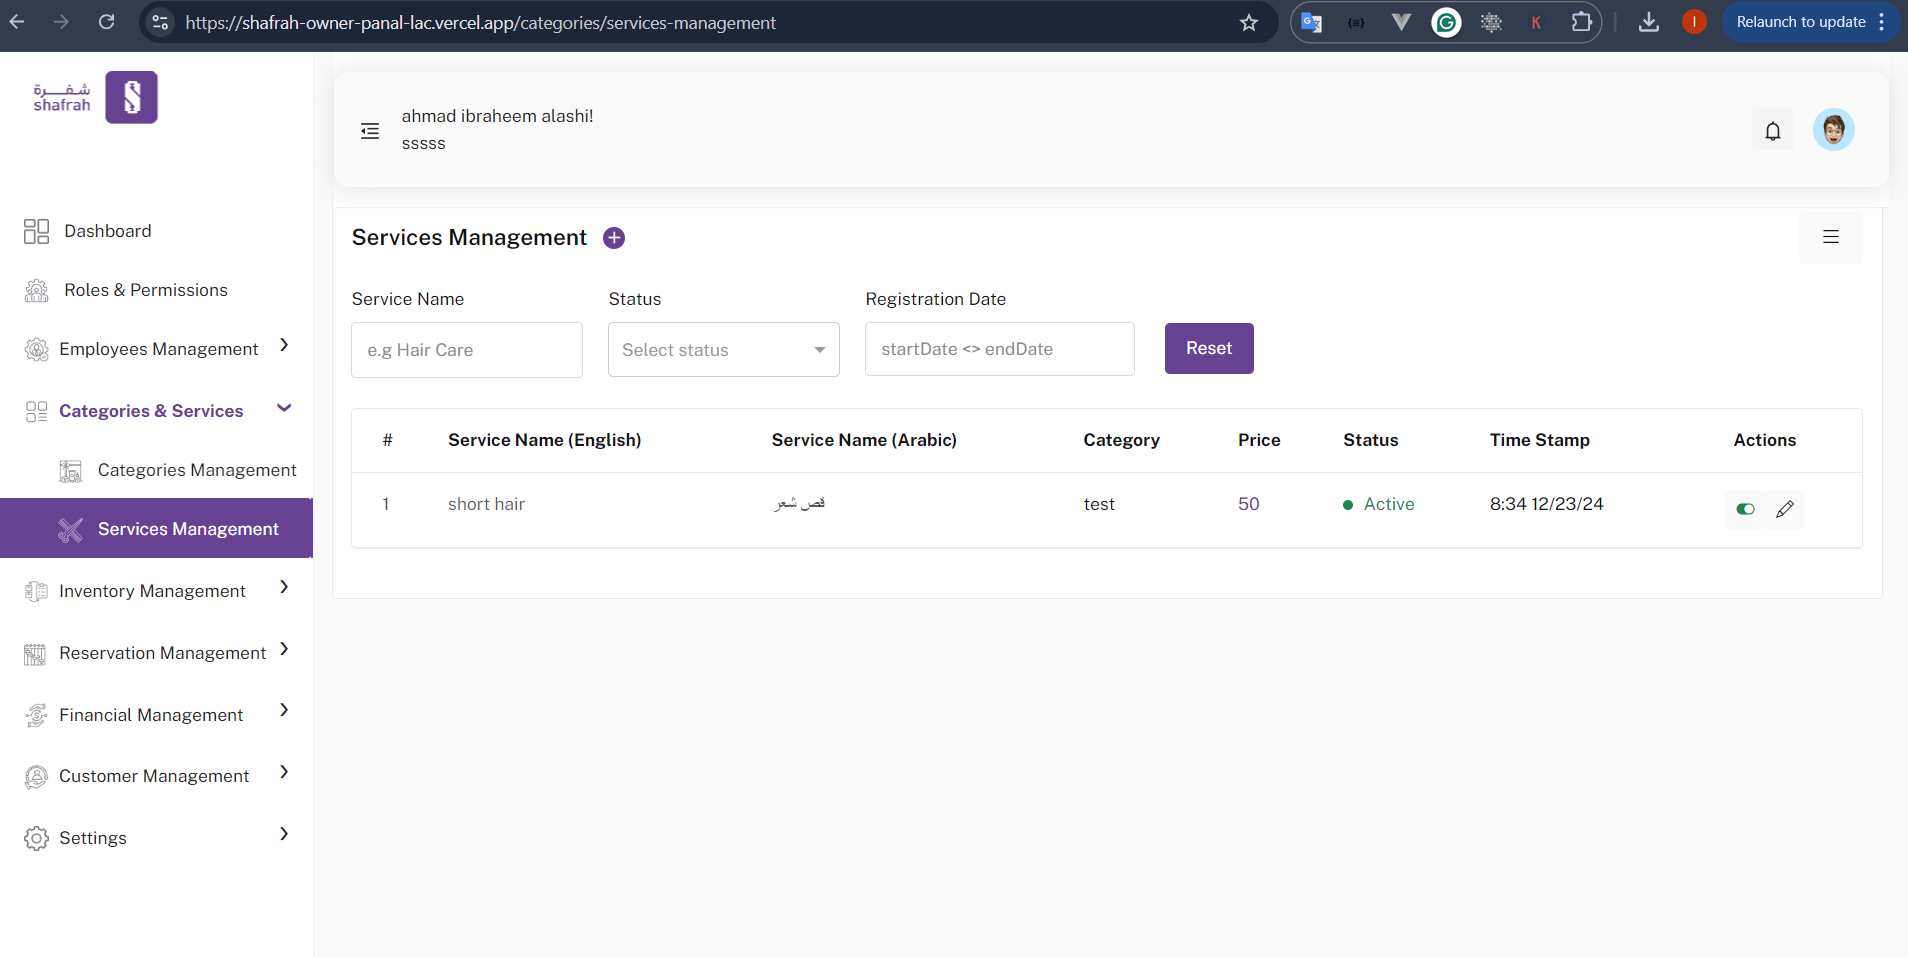 https://shafrah-owner-panal-lac.vercel.app/categories/services-management
K
I
Relaunch to update
شفـــرة
shafrah
ahmad ibraheem alashi!
sssss
Dashboard
Roles & Permissions
Employees Management
Categories & Services
Categories Management
Services Management
Inventory Management
Reservation Management
Financial Management
Customer Management
Settings
Services Management
Service Name Status Registration Date
e.g Hair Care Select status startDate <> endDate Reset
# Service Name (English) Service Name (Arabic) Category Price Status Time Stamp Actions
1 short hair قص شعر test 50 Active 8:34 12/23/24